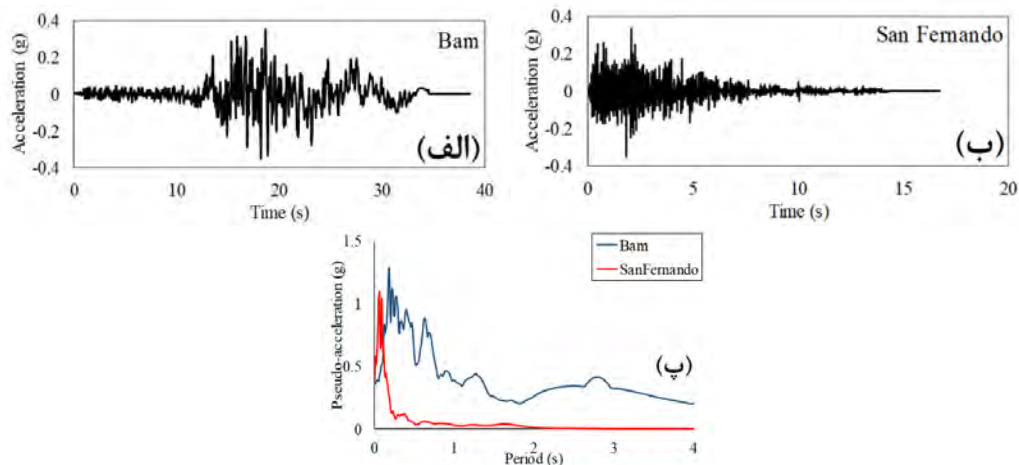 Bam
Acceleration (g)
0.4
0.2
0
-0.2
-0.4
(الف)
0 10 20 30 40
Time (s)
San Fernando
Acceleration (g)
0.4
0.2
0
-0.2
-0.4
(ب)
0 5 10 15 20
Time (s)
Bam
SanFernando
Pseudo-acceleration (g)
1.5
1
0.5
0
(پ)
0 1 2 3 4
Period (s)